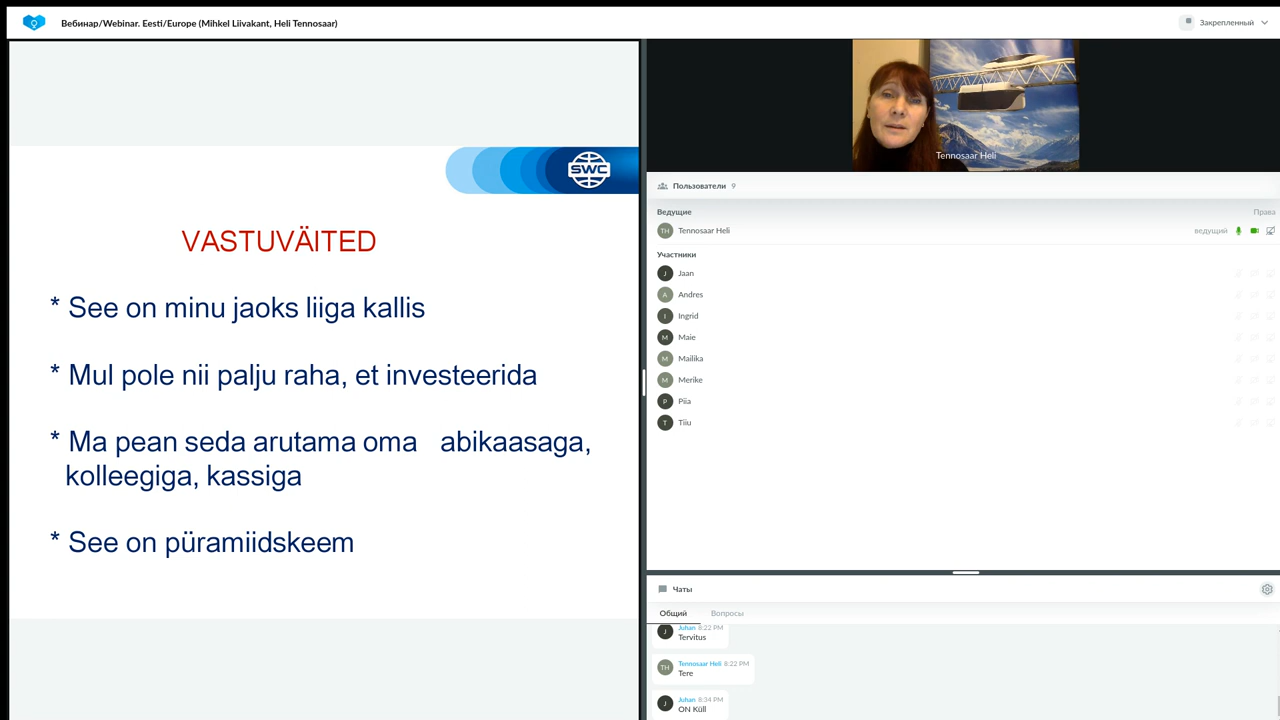 Вебинар/Webinar. Eesti/Europe (Mihkel Liivakant, Heli Tennosaar)
Закрепленный
SWC
VASTUVÄITED
* See on minu jaoks liiga kallis
* Mul pole nii palju raha, et investeerida
* Ma pean seda arutama oma abikaasaga,
kolleegiga, kassiga
* See on püramiidskeem
Tennosaar Heli
Пользователи 9
Ведущие
Права
TH Tennosaar Heli ведущий
Участники
J Jaan
A Andres
I Ingrid
M Maie
M Mailika
M Merike
P Piia
T Tiiu
Чаты
Общий Вопросы
J Juhan 8:22 PM
Tervitus
TH Tennosaar Heli 8:22 PM
Tere
J Juhan 8:34 PM
ON Küll